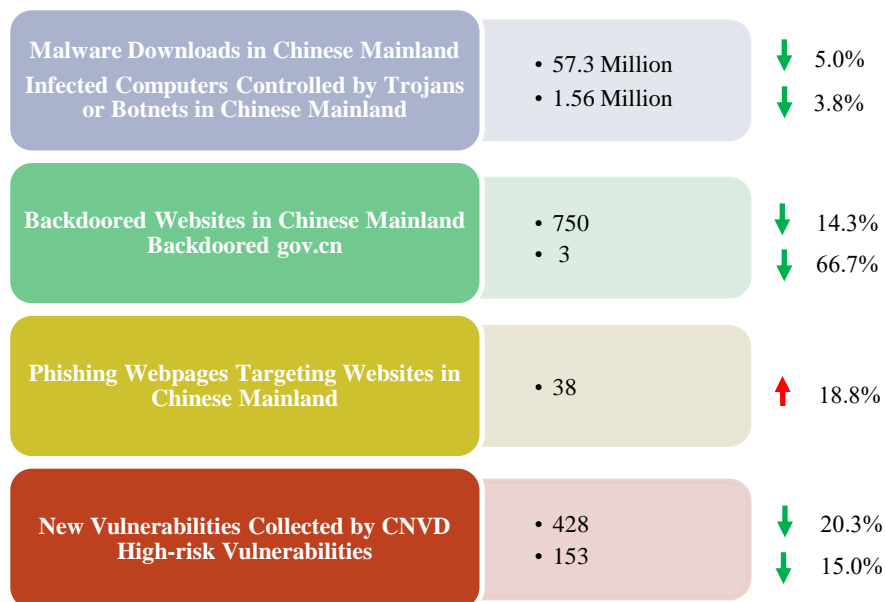 Malware Downloads in Chinese Mainland
Infected Computers Controlled by Trojans
or Botnets in Chinese Mainland
• 57.3 Million
• 1.56 Million
5.0%
3.8%
Backdoored Websites in Chinese Mainland
Backdoored gov.cn
• 750
• 3
14.3%
66.7%
Phishing Webpages Targeting Websites in
Chinese Mainland
• 38
18.8%
New Vulnerabilities Collected by CNVD
High-risk Vulnerabilities
• 428
• 153
20.3%
15.0%